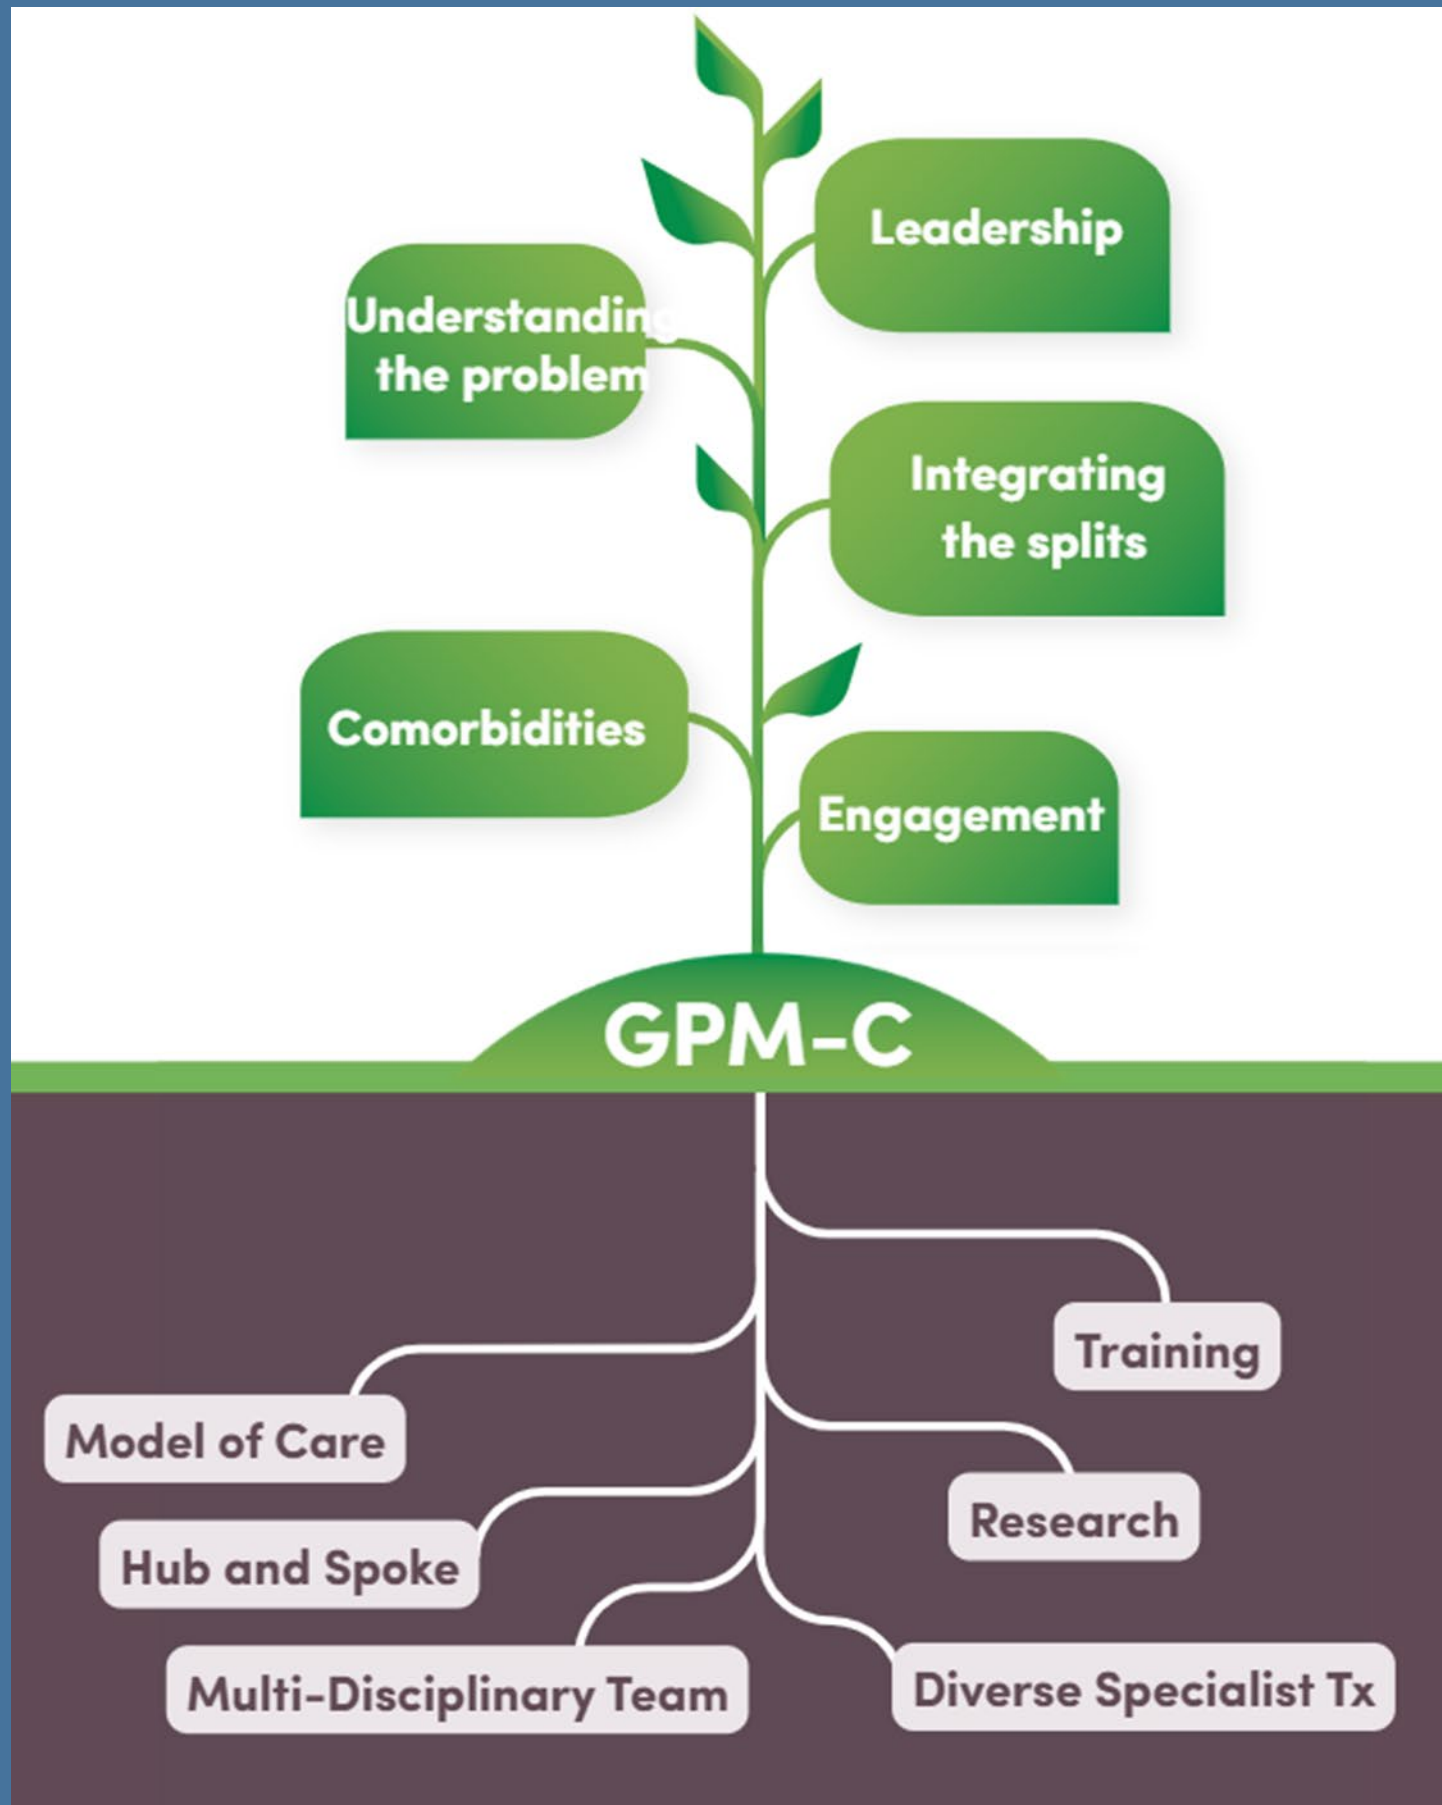 Leadership
Understanding
the problem
Integrating
the splits
Comorbidities
Engagement
GPM-C
Training
Model of Care
Research
Hub and Spoke
Multi-Disciplinary Team
Diverse Specialist Tx